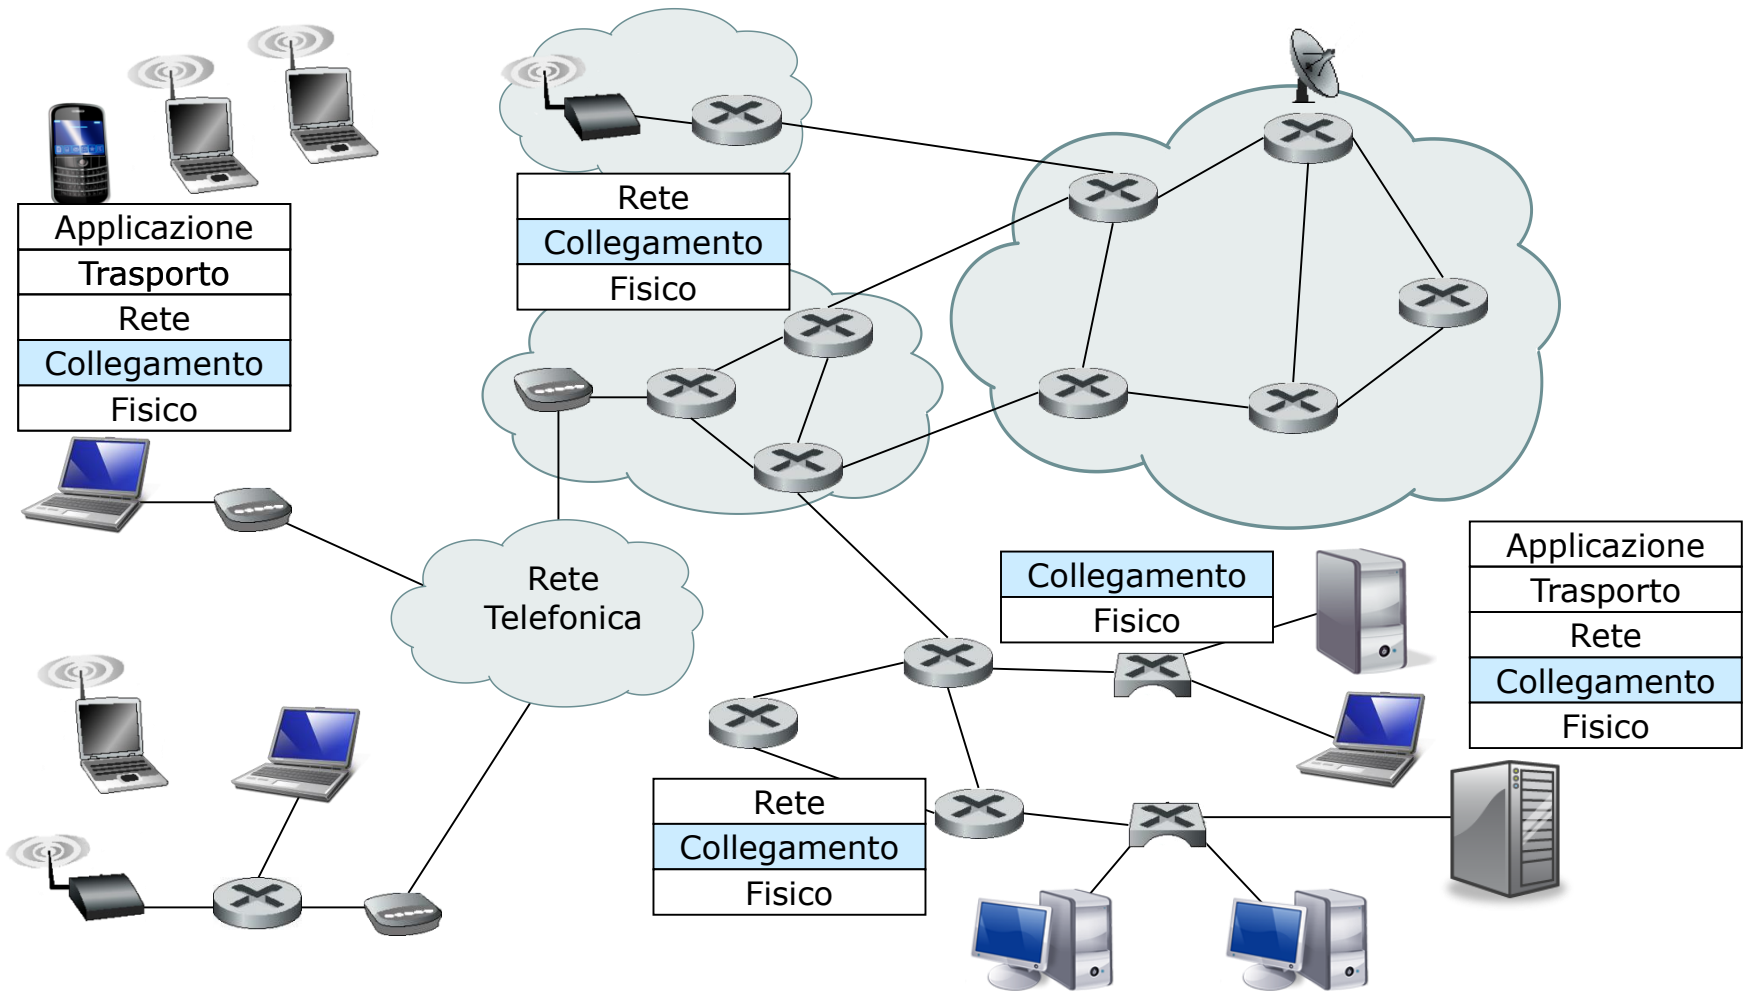 Applicazione
Trasporto
Rete
Collegamento
Fisico
Rete
Collegamento
Fisico
Rete
Telefonica
Collegamento
Fisico
Applicazione
Trasporto
Rete
Collegamento
Fisico
Rete
Collegamento
Fisico